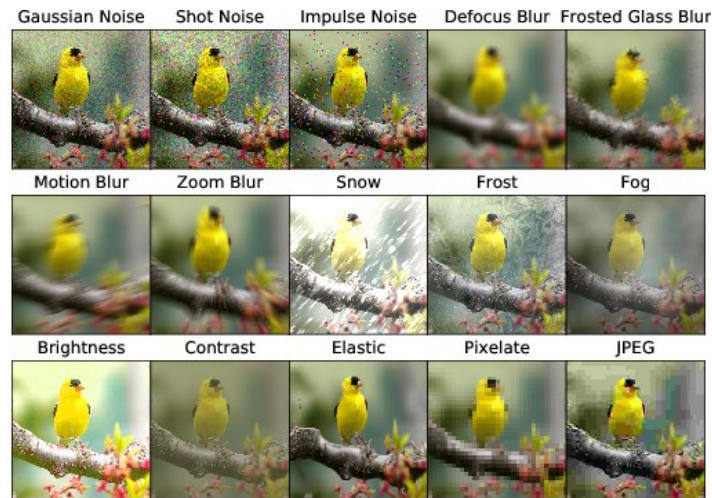 Gaussian Noise Shot Noise Impulse Noise Defocus Blur Frosted Glass Blur
Motion Blur Zoom Blur Snow Frost Fog
Brightness Contrast Elastic Pixelate JPEG